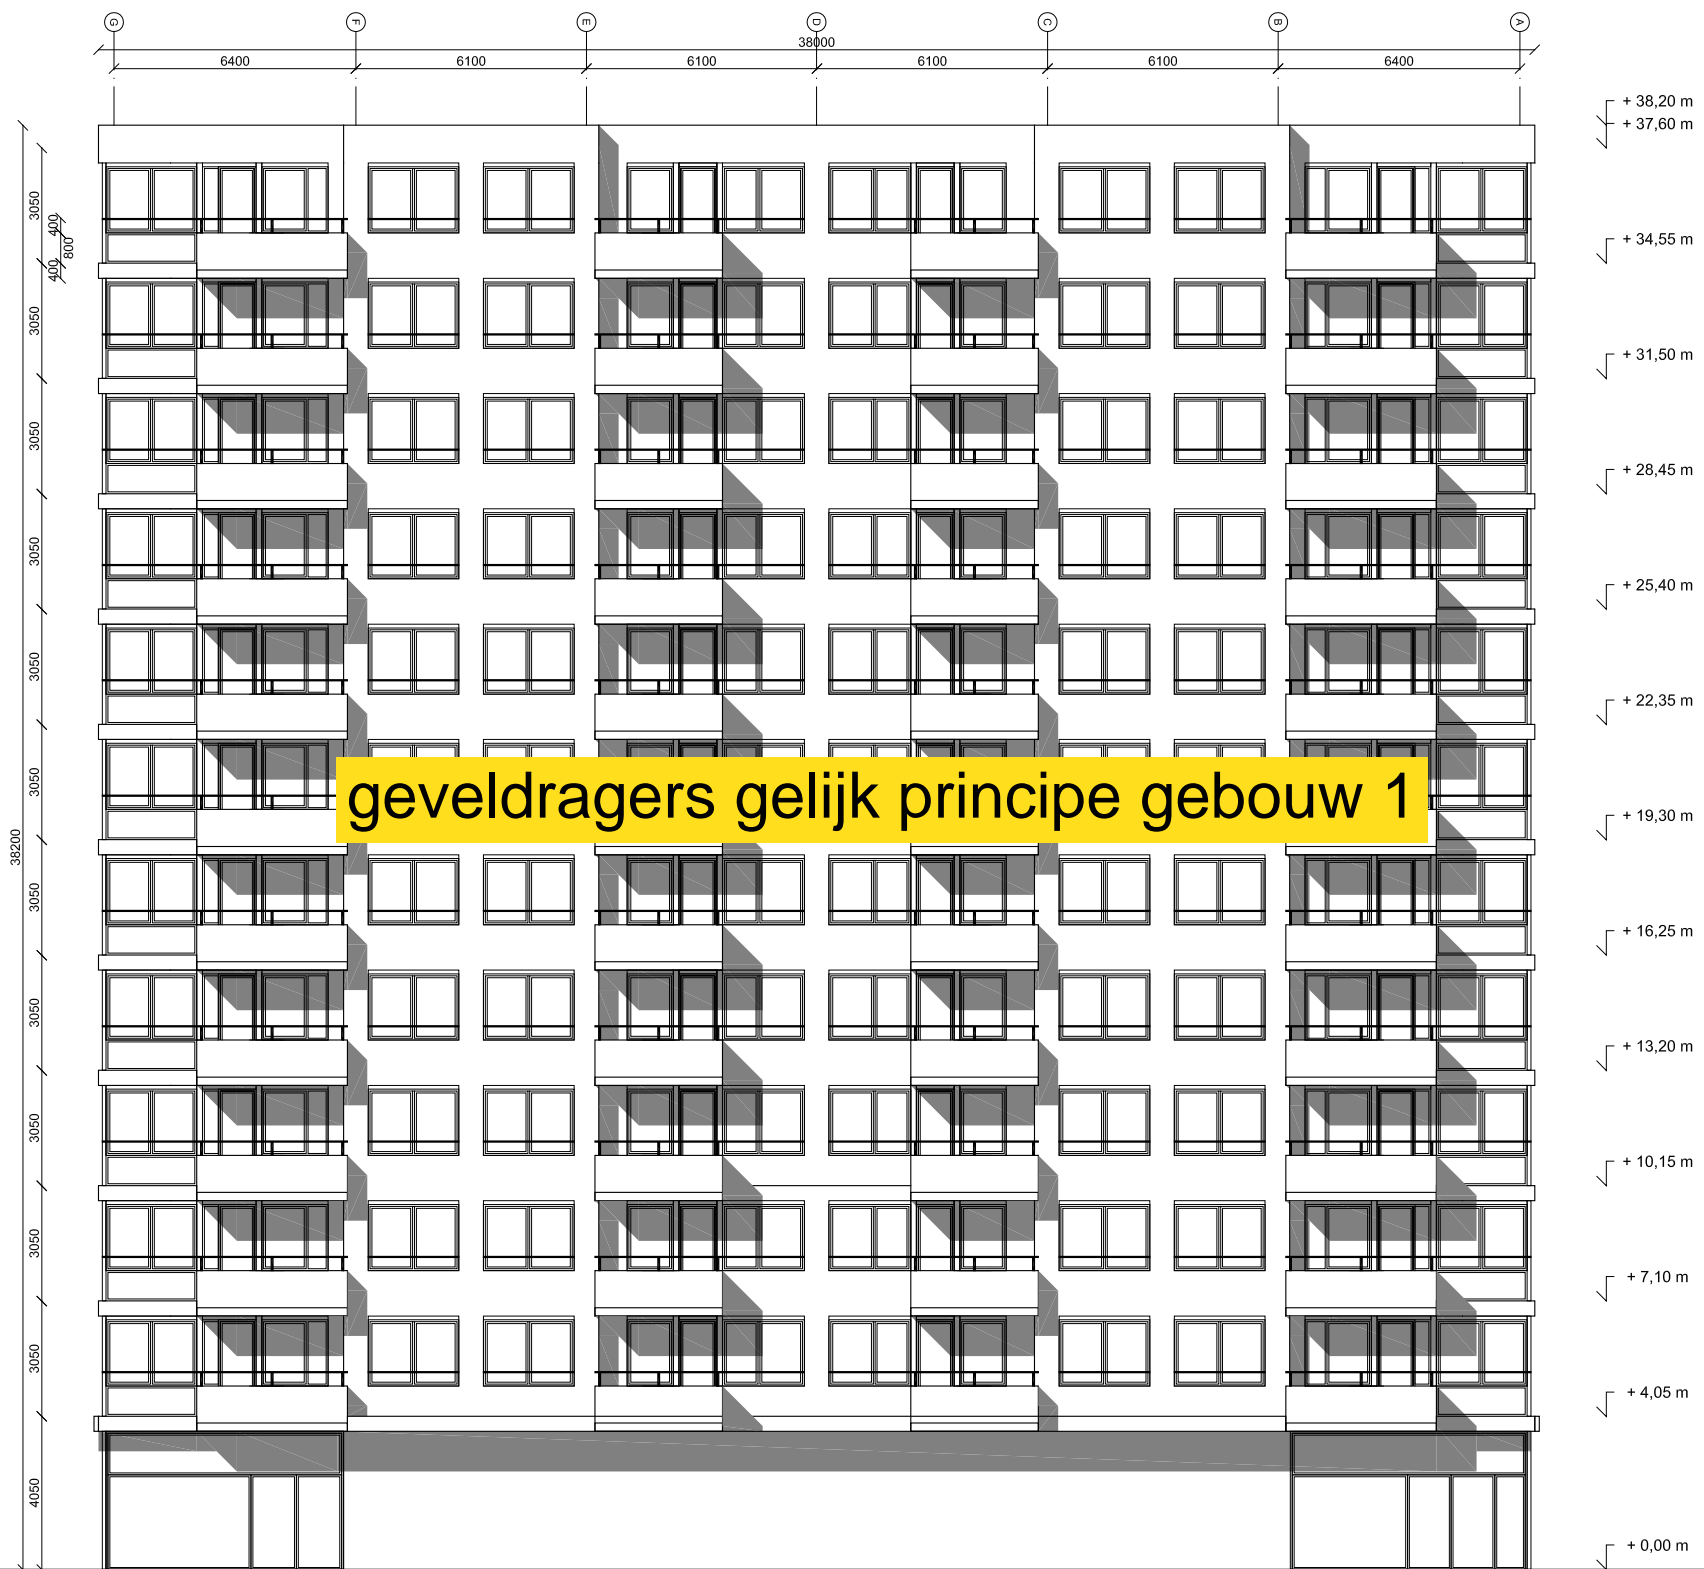 G F E D C B A
38000
6400 6100 6100 6100 6100 6400
+ 38,20 m
+ 37,60 m
3050
400
800
400
+ 34,55 m
3050
+ 31,50 m
3050
+ 28,45 m
3050
+ 25,40 m
3050
+ 22,35 m
3050
geveldragers gelijk principe gebouw 1
+ 19,30 m
38200
3050
+ 16,25 m
3050
+ 13,20 m
3050
+ 10,15 m
3050
+ 7,10 m
3050
+ 4,05 m
4050
+ 0,00 m